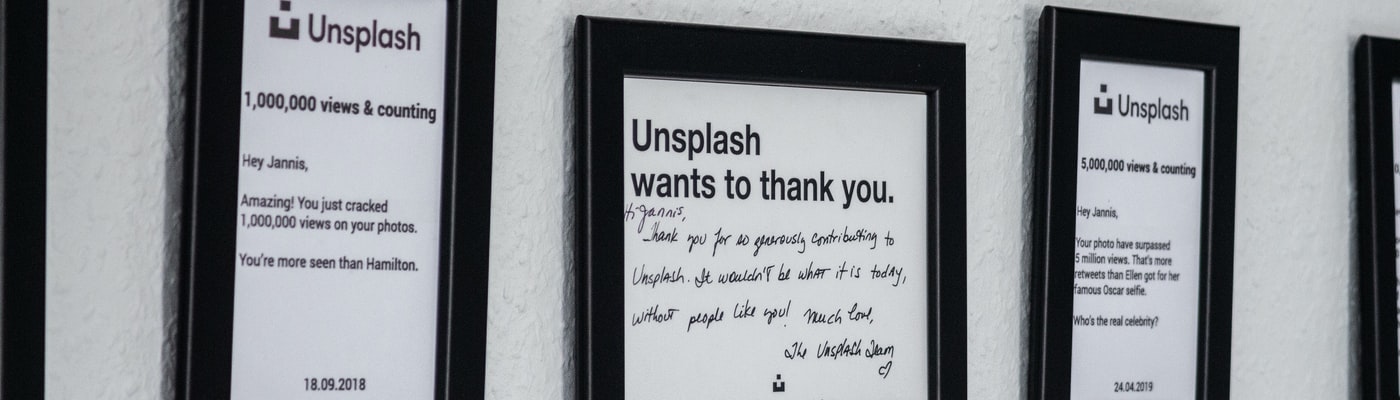 Unsplash
1,000,000 views & counting
Hey Jannis,
Amazing! You just cracked
1,000,000 views on your photos.
You're more seen than Hamilton.
18.09.2018
Unsplash
wants to thank you.
Hi Jannis,
Thank you for so generously contributing to
Unsplash. It wouldn't be what it is today,
without people like you! Much love,
The Unsplash Team
Unsplash
5,000,000 views & counting
Hey Jannis,
Your photo have surpassed
5 million views. That's more
retweets than Ellen got for her
famous Oscar selfie.
Who's the real celebrity?
24.04.2019